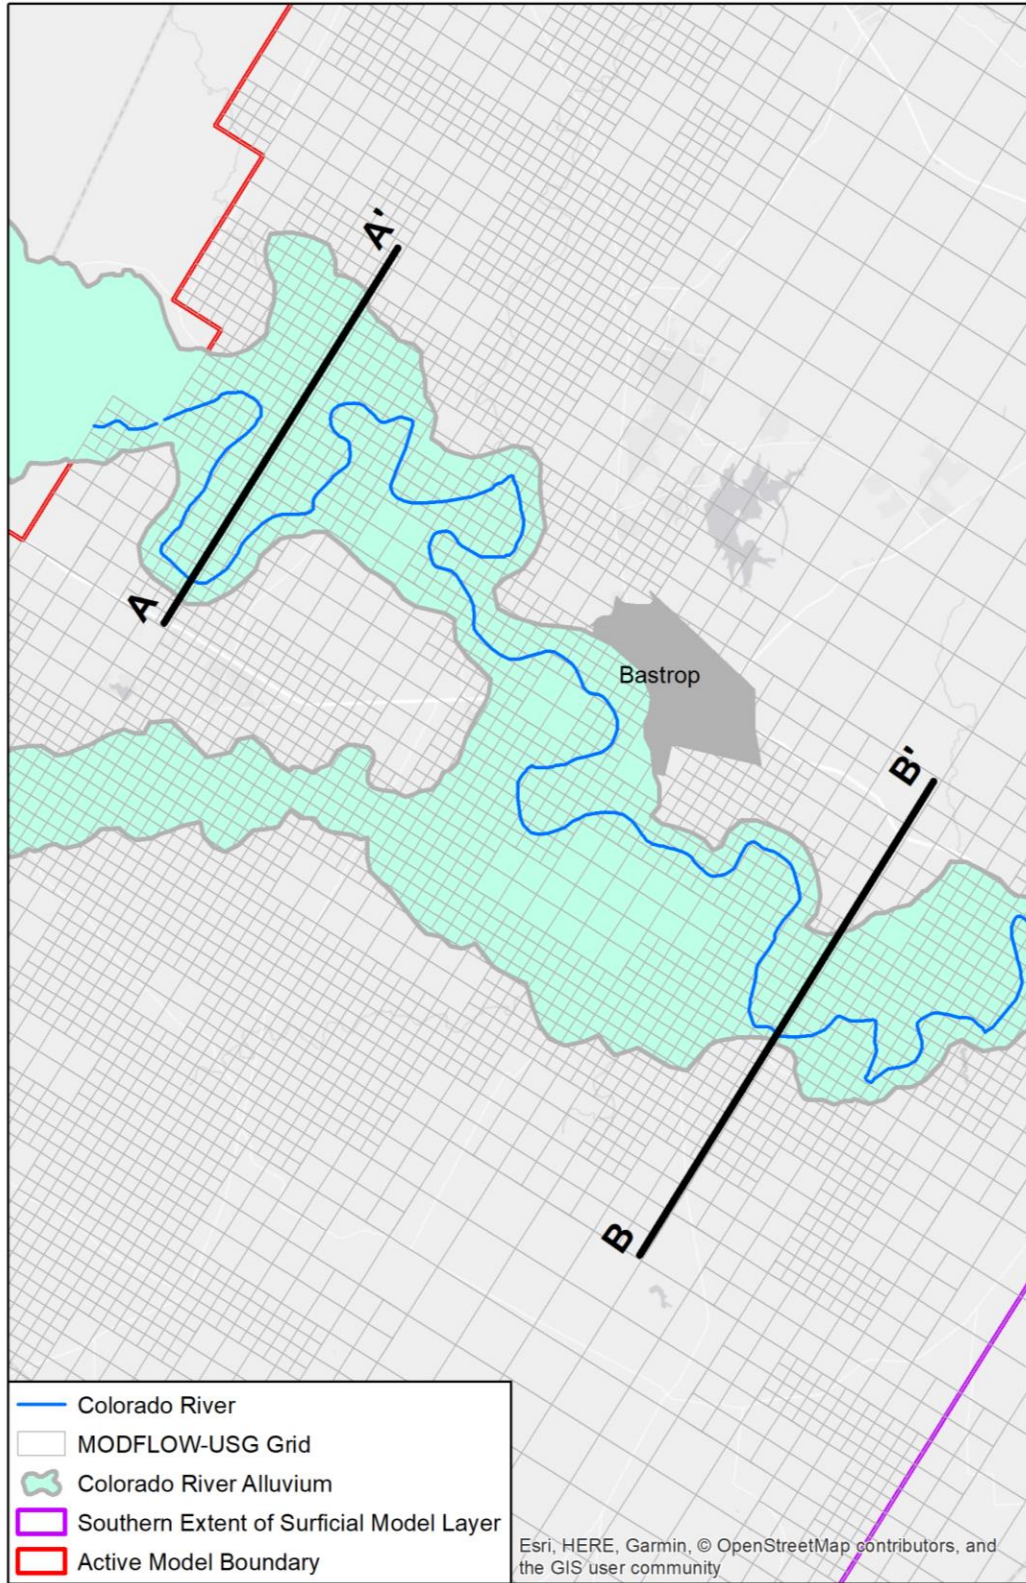 A'
A
Bastrop
B'
B
Colorado River
MODFLOW-USG Grid
Colorado River Alluvium
Southern Extent of Surficial Model Layer
Active Model Boundary
Esri, HERE, Garmin, © OpenStreetMap contributors, and
the GIS user community